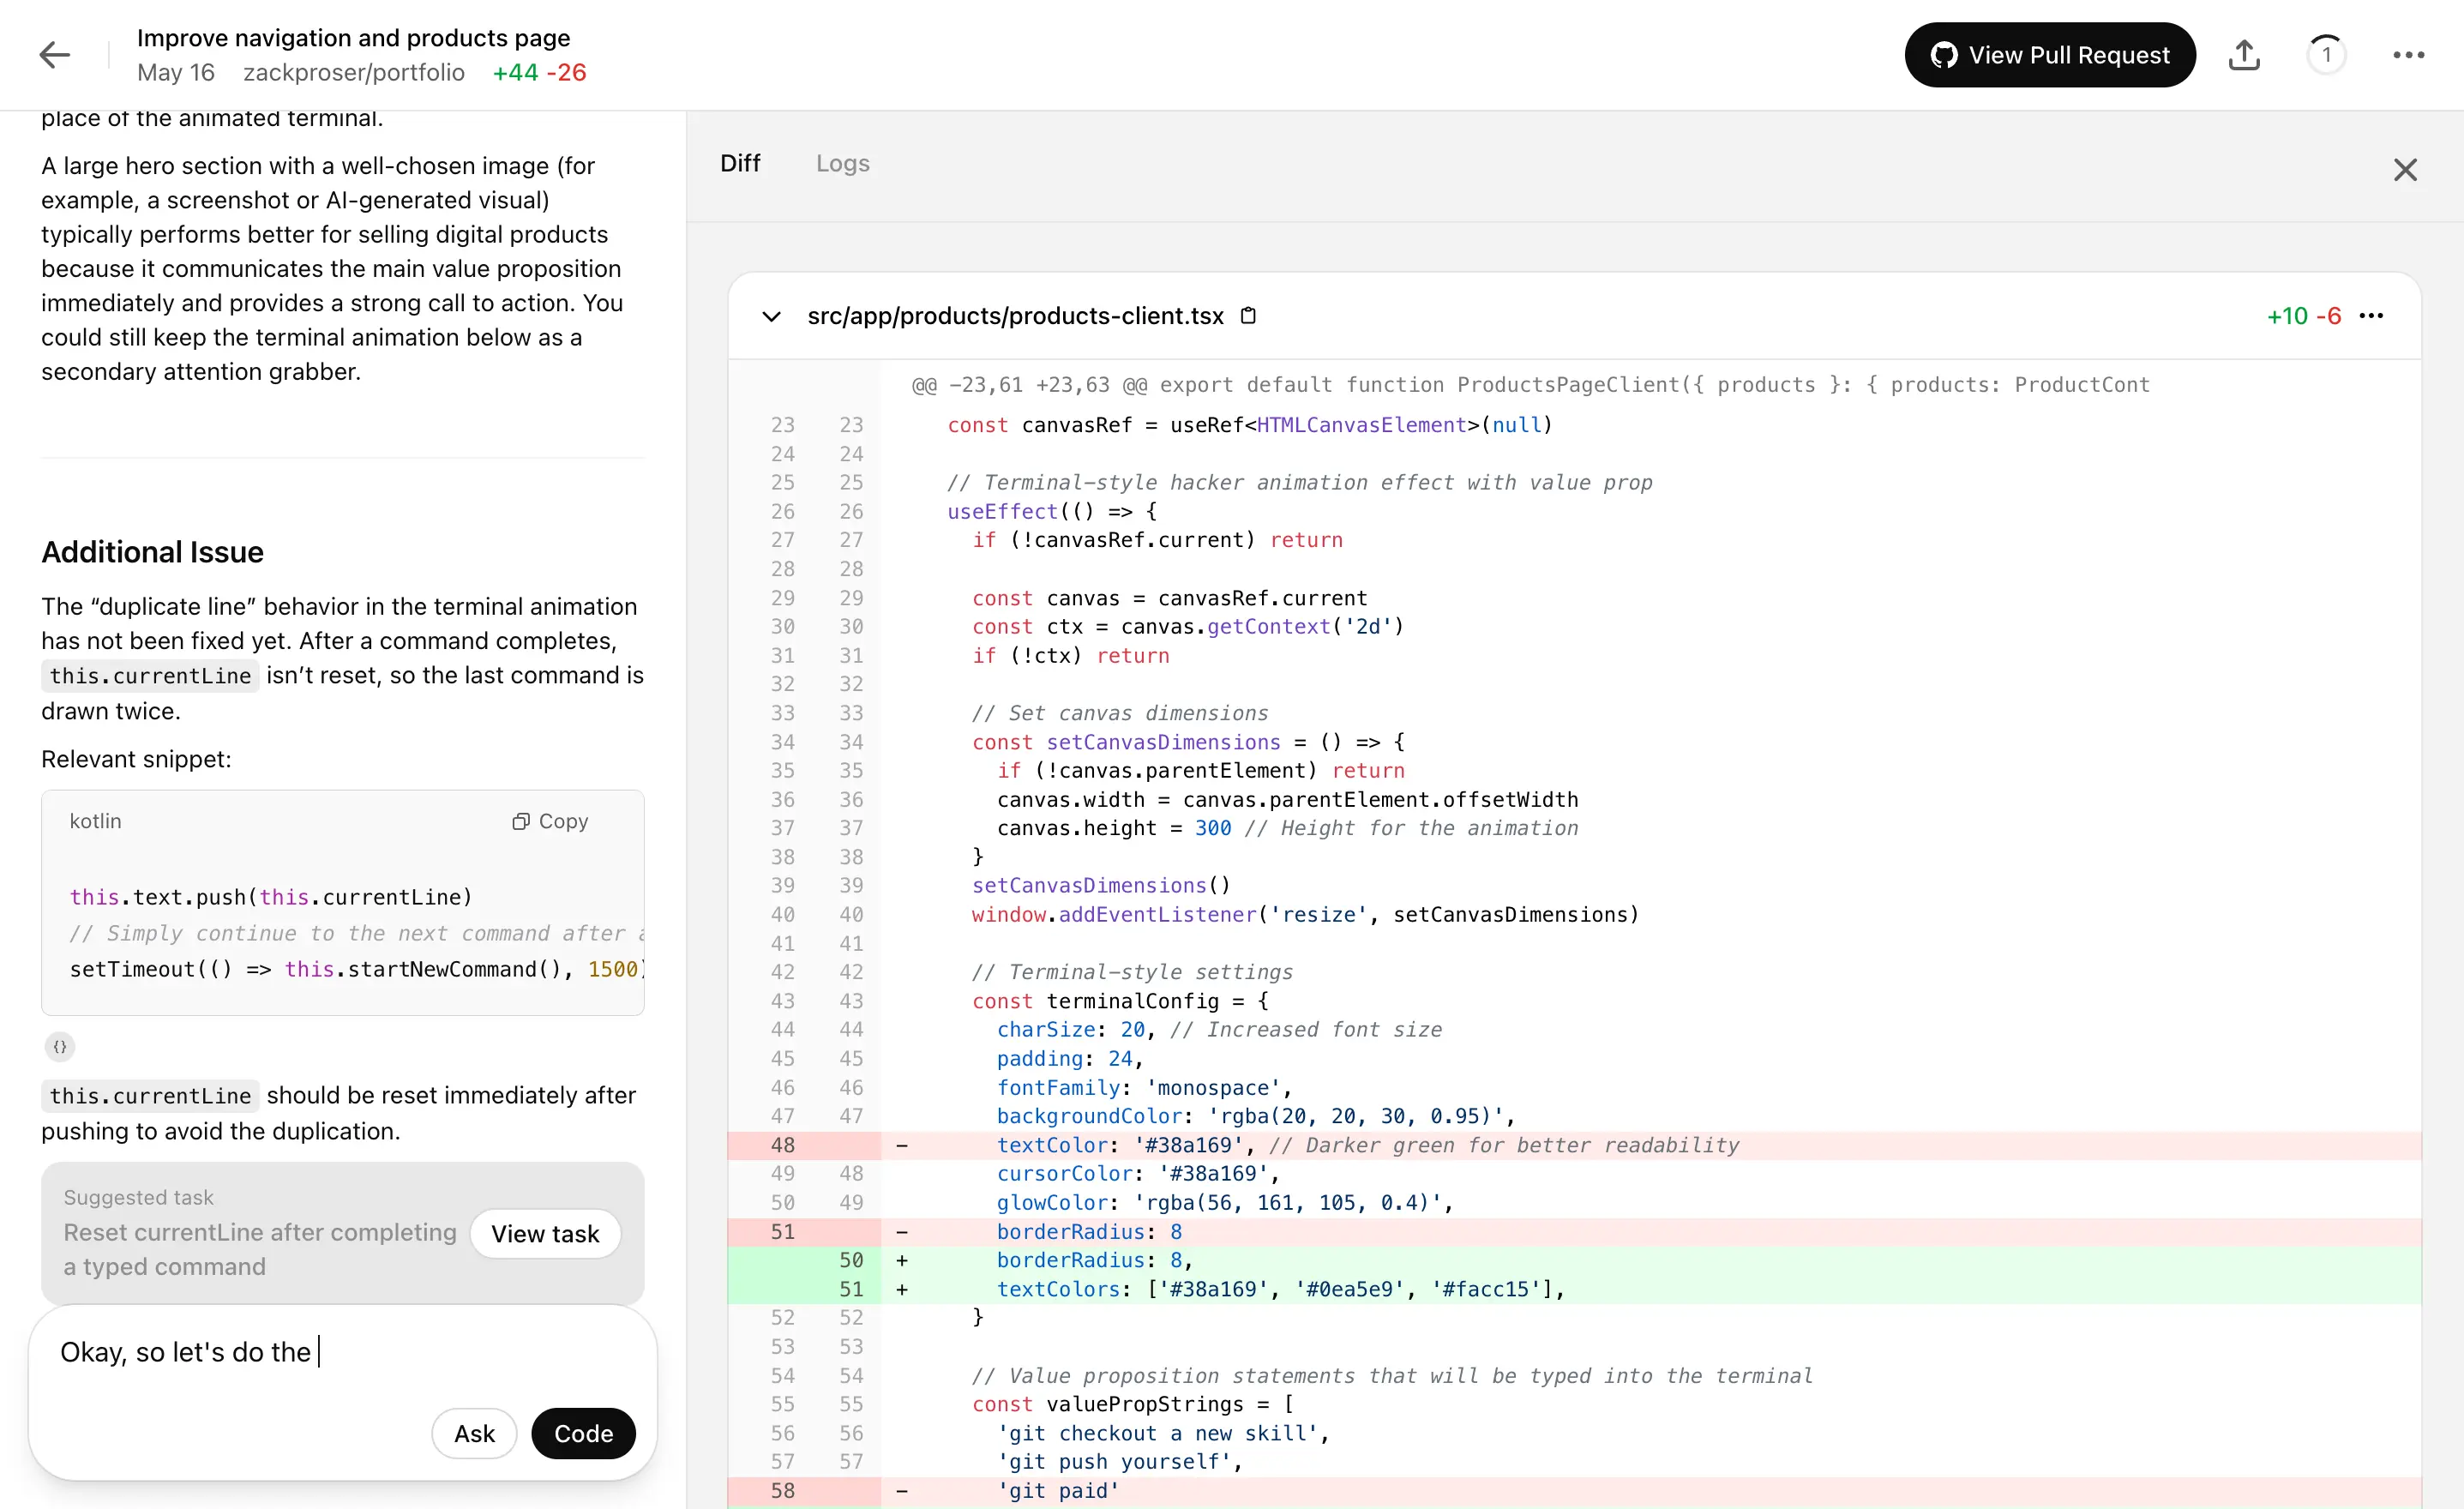 Improve navigation and products page
May 16 zackproser/portfolio +44 -26
View Pull Request
1
place of the animated terminal.
A large hero section with a well-chosen image (for
example, a screenshot or AI-generated visual)
typically performs better for selling digital products
because it communicates the main value proposition
immediately and provides a strong call to action. You
could still keep the terminal animation below as a
secondary attention grabber.
Additional Issue
The “duplicate line” behavior in the terminal animation
has not been fixed yet. After a command completes,
this.currentLine isn’t reset, so the last command is
drawn twice.
Relevant snippet:
kotlin Copy
this.text.push(this.currentLine)
// Simply continue to the next command after
setTimeout(() => this.startNewCommand(), 1500)
{}
this.currentLine should be reset immediately after
pushing to avoid the duplication.
Suggested task
Reset currentLine after completing
a typed command
View task
Okay, so let's do the
Ask Code
Diff Logs
src/app/products/products-client.tsx +10 -6
@@ -23,61 +23,63 @@ export default function ProductsPageClient({ products }: { products: ProductCont
23 23 const canvasRef = useRef<HTMLCanvasElement>(null)
24 24
25 25 // Terminal-style hacker animation effect with value prop
26 26 useEffect(() => {
27 27 if (!canvasRef.current) return
28 28
29 29 const canvas = canvasRef.current
30 30 const ctx = canvas.getContext('2d')
31 31 if (!ctx) return
32 32
33 33 // Set canvas dimensions
34 34 const setCanvasDimensions = () => {
35 35 if (!canvas.parentElement) return
36 36 canvas.width = canvas.parentElement.offsetWidth
37 37 canvas.height = 300 // Height for the animation
38 38 }
39 39 setCanvasDimensions()
40 40 window.addEventListener('resize', setCanvasDimensions)
41 41
42 42 // Terminal-style settings
43 43 const terminalConfig = {
44 44 charSize: 20, // Increased font size
45 45 padding: 24,
46 46 fontFamily: 'monospace',
47 47 backgroundColor: 'rgba(20, 20, 30, 0.95)',
48 - textColor: '#38a169', // Darker green for better readability
49 48 cursorColor: '#38a169',
50 49 glowColor: 'rgba(56, 161, 105, 0.4)',
51 - borderRadius: 8
50 + borderRadius: 8,
51 + textColors: ['#38a169', '#0ea5e9', '#facc15'],
52 52 }
53 53
54 54 // Value proposition statements that will be typed into the terminal
55 55 const valuePropStrings = [
56 56 'git checkout a new skill',
57 57 'git push yourself',
58 - 'git paid'